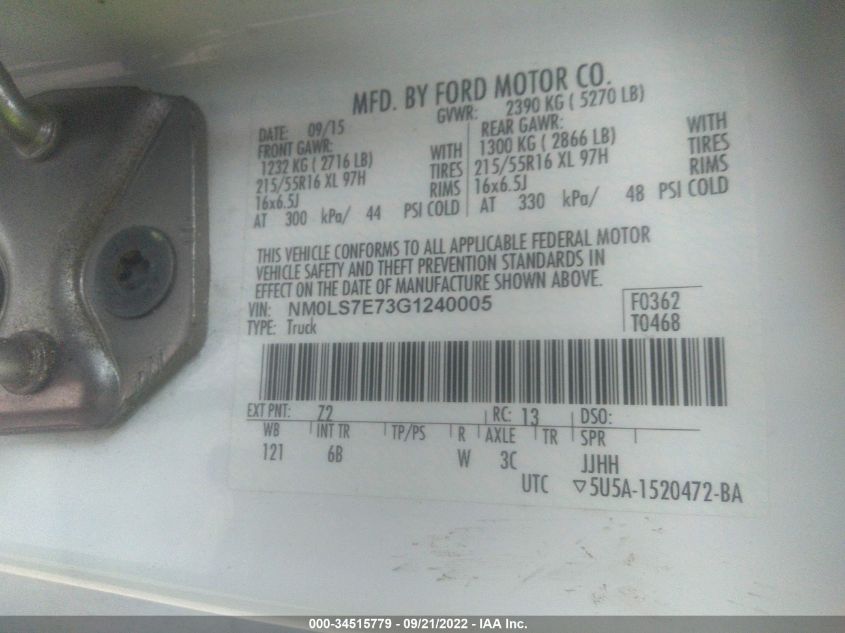 MFD. BY FORD MOTOR CO.
DATE: 09/15 GVWR: 2390 KG ( 5270 LB)
FRONT GAWR: REAR GAWR:
1232 KG ( 2716 LB) WITH 1300 KG ( 2866 LB) WITH
215/55R16 XL 97H TIRES 215/55R16 XL 97H TIRES
16x6.5J RIMS 16x6.5J RIMS
AT 300 kPa/ 44 PSI COLD AT 330 kPa/ 48 PSI COLD
THIS VEHICLE CONFORMS TO ALL APPLICABLE FEDERAL MOTOR
VEHICLE SAFETY AND THEFT PREVENTION STANDARDS IN
EFFECT ON THE DATE OF MANUFACTURE SHOWN ABOVE.
VIN: NM0LS7E73G1240005 F0362
TYPE: Truck T0468
EXT PNT: Z2 RC: 13 DSO:
WB INT TR TP/PS R AXLE TR SPR
121 6B W 3C JJHH
UTC ▽5U5A-1520472-BA
000-34515779 - 09/21/2022 - IAA Inc.